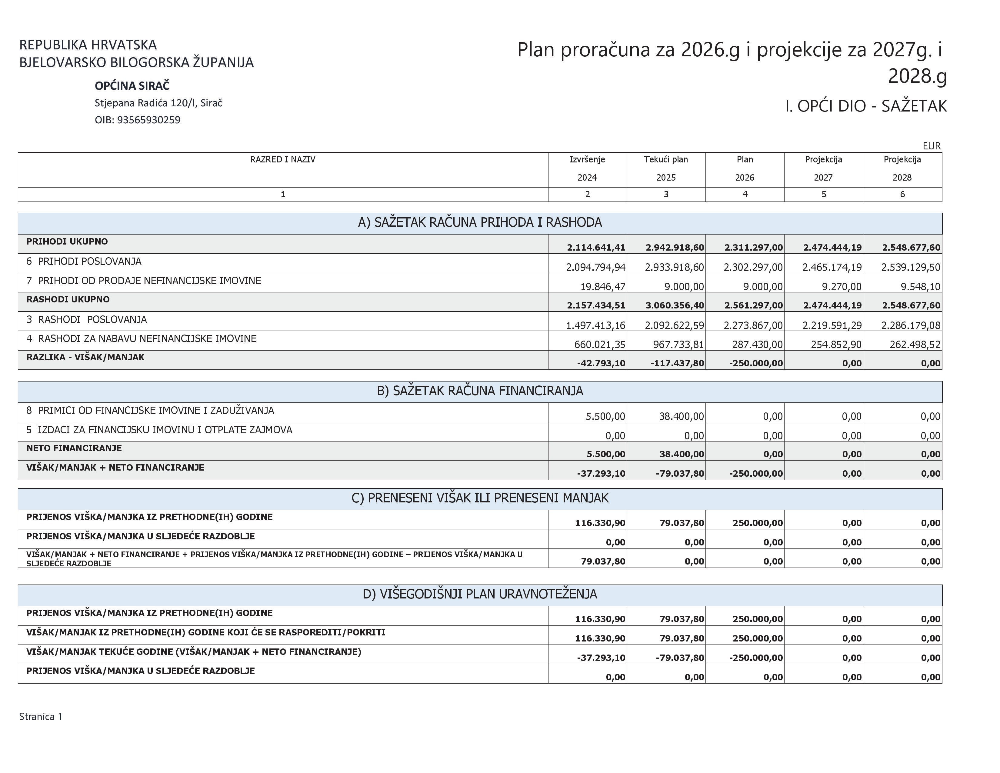 REPUBLIKA HRVATSKA
BJELOVARSKO BILOGORSKA ŽUPANIJA
OPĆINA SIRAČ
Stjepana Radića 120/I, Sirač
OIB: 93565930259
Plan proračuna za 2026.g i projekcije za 2027g. i
2028.g
I. OPĆI DIO - SAŽETAK
EUR
RAZRED I NAZIV Izvršenje Tekući plan Plan Projekcija Projekcija
2024 2025 2026 2027 2028
1 2 3 4 5 6
A) SAŽETAK RAČUNA PRIHODA I RASHODA
PRIHODI UKUPNO 2.114.641,41 2.942.918,60 2.311.297,00 2.474.444,19 2.548.677,60
6 PRIHODI POSLOVANJA 2.094.794,94 2.933.918,60 2.302.297,00 2.465.174,19 2.539.129,50
7 PRIHODI OD PRODAJE NEFINANCIJSKE IMOVINE 19.846,47 9.000,00 9.000,00 9.270,00 9.548,10
RASHODI UKUPNO 2.157.434,51 3.060.356,40 2.561.297,00 2.474.444,19 2.548.677,60
3 RASHODI POSLOVANJA 1.497.413,16 2.092.622,59 2.273.867,00 2.219.591,29 2.286.179,08
4 RASHODI ZA NABAVU NEFINANCIJSKE IMOVINE 660.021,35 967.733,81 287.430,00 254.852,90 262.498,52
RAZLIKA - VIŠAK/MANJAK -42.793,10 -117.437,80 -250.000,00 0,00 0,00
B) SAŽETAK RAČUNA FINANCIRANJA
8 PRIMICI OD FINANCIJSKE IMOVINE I ZADUŽIVANJA 5.500,00 38.400,00 0,00 0,00 0,00
5 IZDACI ZA FINANCIJSKU IMOVINU I OTPLATE ZAJMOVA 0,00 0,00 0,00 0,00 0,00
NETO FINANCIRANJE 5.500,00 38.400,00 0,00 0,00 0,00
VIŠAK/MANJAK + NETO FINANCIRANJE -37.293,10 -79.037,80 -250.000,00 0,00 0,00
C) PRENESENI VIŠAK ILI PRENESENI MANJAK
PRIJENOS VIŠKA/MANJKA IZ PRETHODNE(IH) GODINE 116.330,90 79.037,80 250.000,00 0,00 0,00
PRIJENOS VIŠKA/MANJKA U SLJEDEĆE RAZDOBLJE 0,00 0,00 0,00 0,00 0,00
VIŠAK/MANJAK + NETO FINANCIRANJE + PRIJENOS VIŠKA/MANJKA IZ PRETHODNE(IH) GODINE – PRIJENOS VIŠKA/MANJKA U
SLJEDEĆE RAZDOBLJE 79.037,80 0,00 0,00 0,00 0,00
D) VIŠEGODIŠNJI PLAN URAVNOTEŽENJA
PRIJENOS VIŠKA/MANJKA IZ PRETHODNE(IH) GODINE 116.330,90 79.037,80 250.000,00 0,00 0,00
VIŠAK/MANJAK IZ PRETHODNE(IH) GODINE KOJI ĆE SE RASPOREDITI/POKRITI 116.330,90 79.037,80 250.000,00 0,00 0,00
VIŠAK/MANJAK TEKUĆE GODINE (VIŠAK/MANJAK + NETO FINANCIRANJE) -37.293,10 -79.037,80 -250.000,00 0,00 0,00
PRIJENOS VIŠKA/MANJKA U SLJEDEĆE RAZDOBLJE 0,00 0,00 0,00 0,00 0,00
Stranica 1